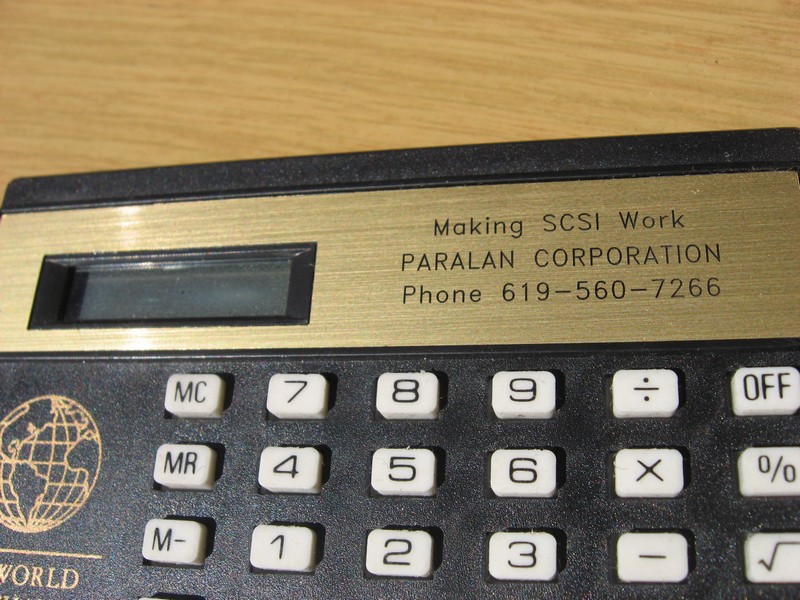 Making SCSI Work
PARALAN CORPORATION
Phone 619-560-7266
MC 7 8 9 ÷ OFF
MR 4 5 6 × %
M- 1 2 3 − √
WORLD